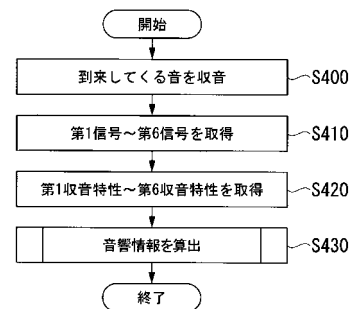 開始
到来してくる音を収音 S400
第1信号～第6信号を取得 S410
第1収音特性～第6収音特性を取得 S420
音響情報を算出 S430
終了